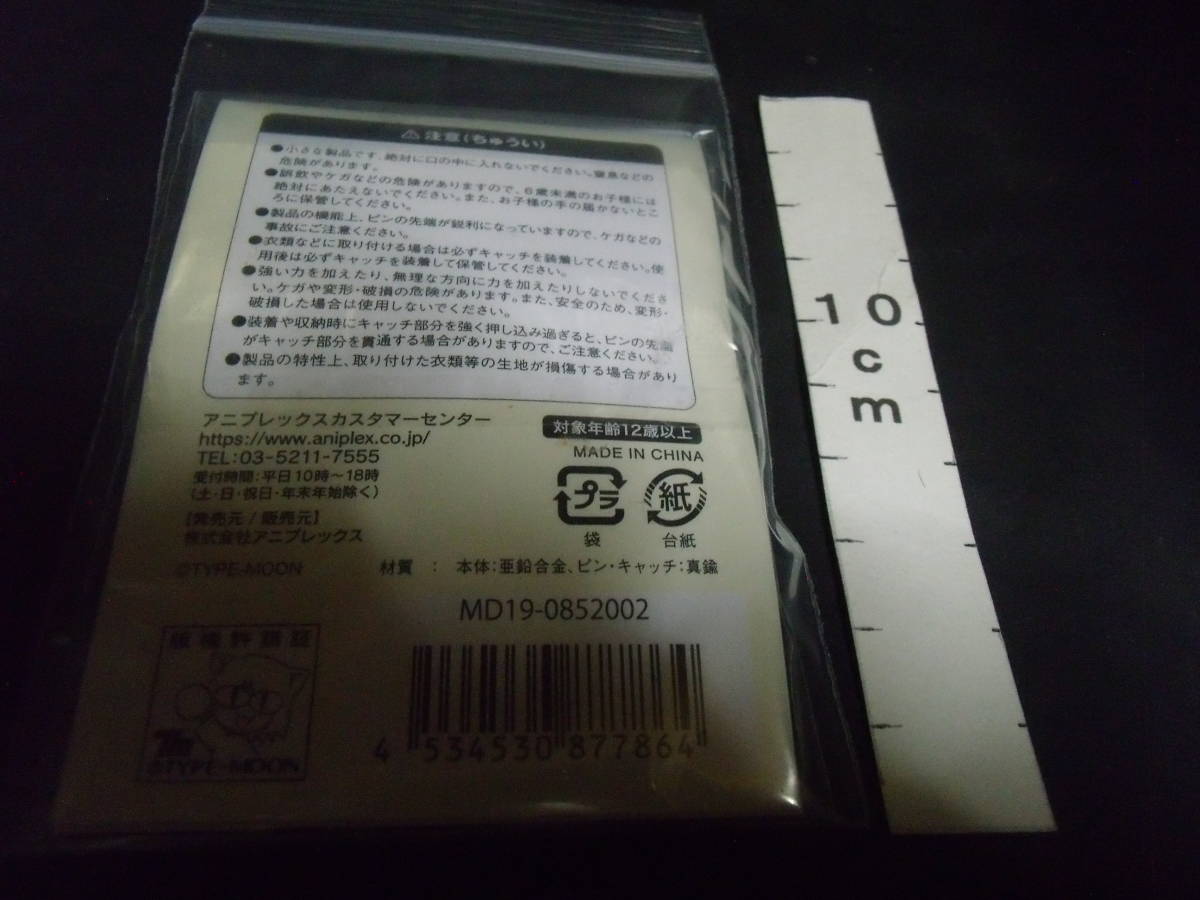 ⚠注意(ちゅうい)
●小さな製品です。絶対に口の中に入れないでください。窒息などの
危険があります。
●誤飲やケガなどの危険がありますので、6歳未満のお子様には
絶対にあたえないでください。また、お子様の手の届かないとこ
ろに保管してください。
●製品の機能上、ピンの先端が鋭利になっていますので、ケガなどの
事故にご注意ください。
●衣類などに取り付ける場合は必ずキャッチを装着してください。使
用後は必ずキャッチを装着して保管してください。
●強い力を加えたり、無理な方向に力を加えたりしないでくださ
い。ケガや変形・破損の危険があります。また、安全のため、変形・
破損した場合は使用しないでください。
●装着や収納時にキャッチ部分を強く押し込み過ぎると、ピンの先端
がキャッチ部分を貫通する場合がありますので、ご注意ください。
●製品の特性上、取り付けた衣類等の生地が損傷する場合があり
ます。
アニプレックスカスタマーセンター
https://www.aniplex.co.jp/
TEL:03-5211-7555
受付時間:平日10時～18時
(土・日・祝日・年末年始除く)
【発売元 / 販売元】
株式会社アニプレックス
©TYPE-MOON
対象年齢12歳以上
MADE IN CHINA
プラ 紙
袋 台紙
材質 : 本体:亜鉛合金、ピン・キャッチ:真鍮
MD19-0852002
4 534530 877864
版権許諾証
TM
©TYPE-MOON
10
c
m